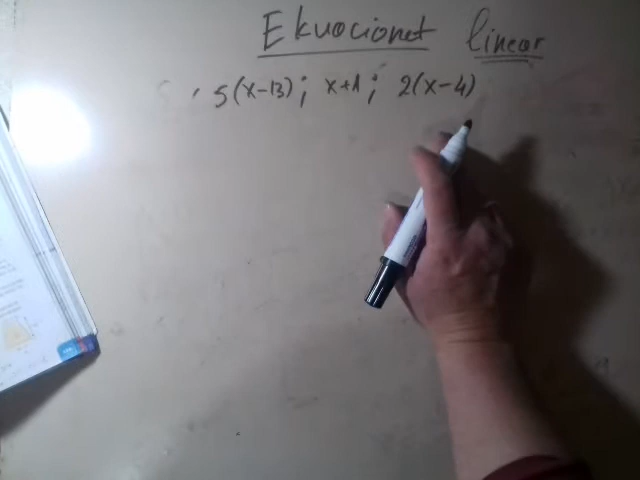 Ekuacionet linear
5(x-13); x+1; 2(x-4)